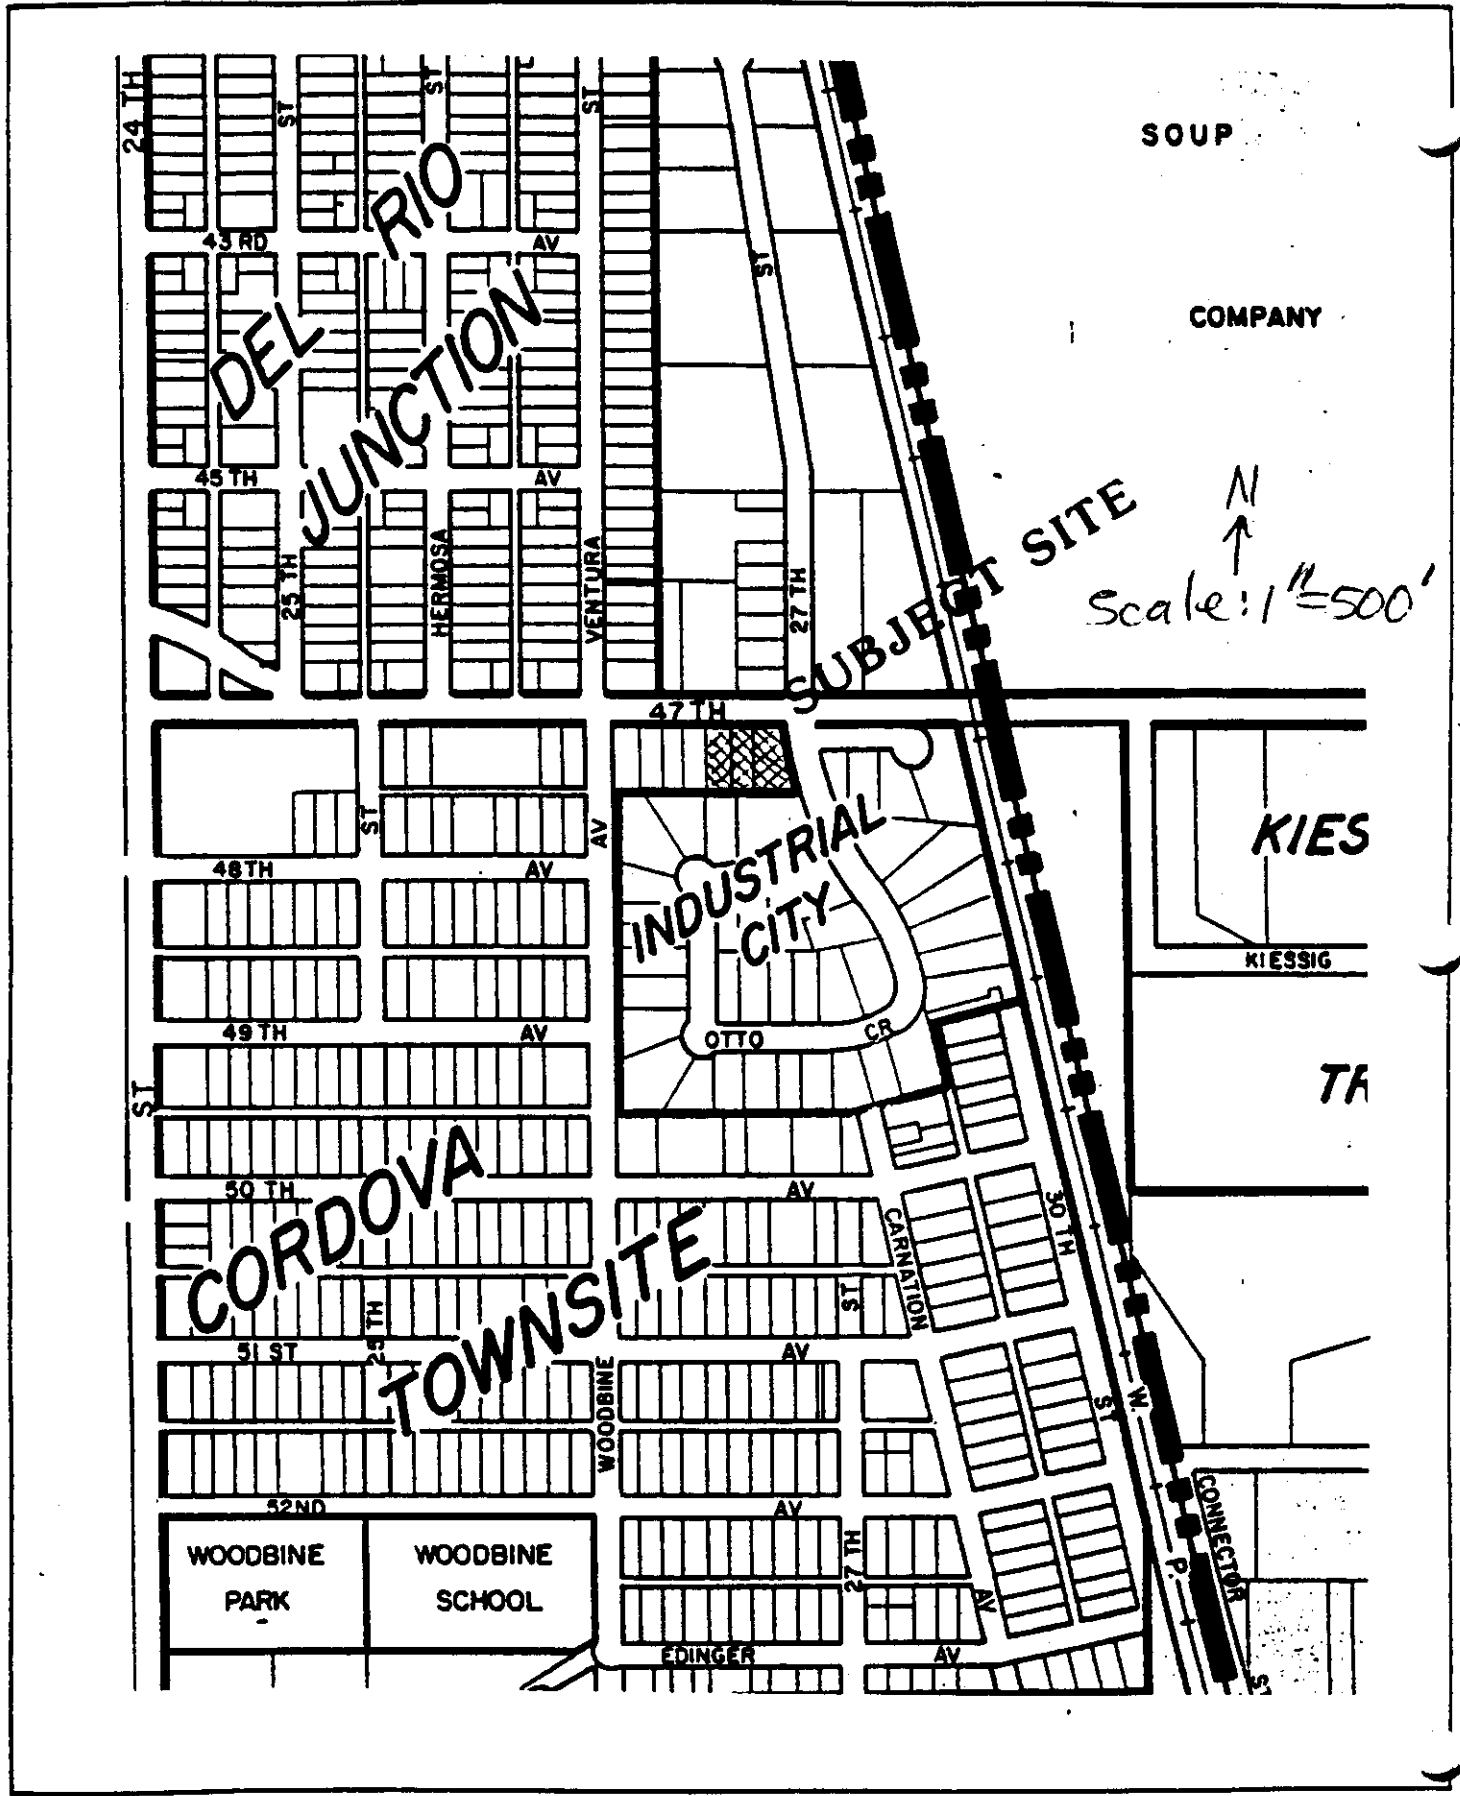 24 TH
ST
ST
ST
SOUP
DEL RIO
JUNCTION
43 RD AV
ST
COMPANY
45 TH AV
25 TH
HERMOSA
VENTURA
27 TH
SUBJECT SITE
N
Scale: 1"=500'
47 TH
ST
AV
INDUSTRIAL
CITY
KIES
48 TH AV
KIESSIG
49 TH AV
OTTO CR
ST
TR
CORDOVA
TOWNSITE
50 TH AV
CARNATION
30 TH
25 TH
ST
51 ST AV
WOODBINE
ST
W.
52 ND AV
WOODBINE
PARK
WOODBINE
SCHOOL
27 TH
AV
P.
CONNECTOR
EDINGER AV
S